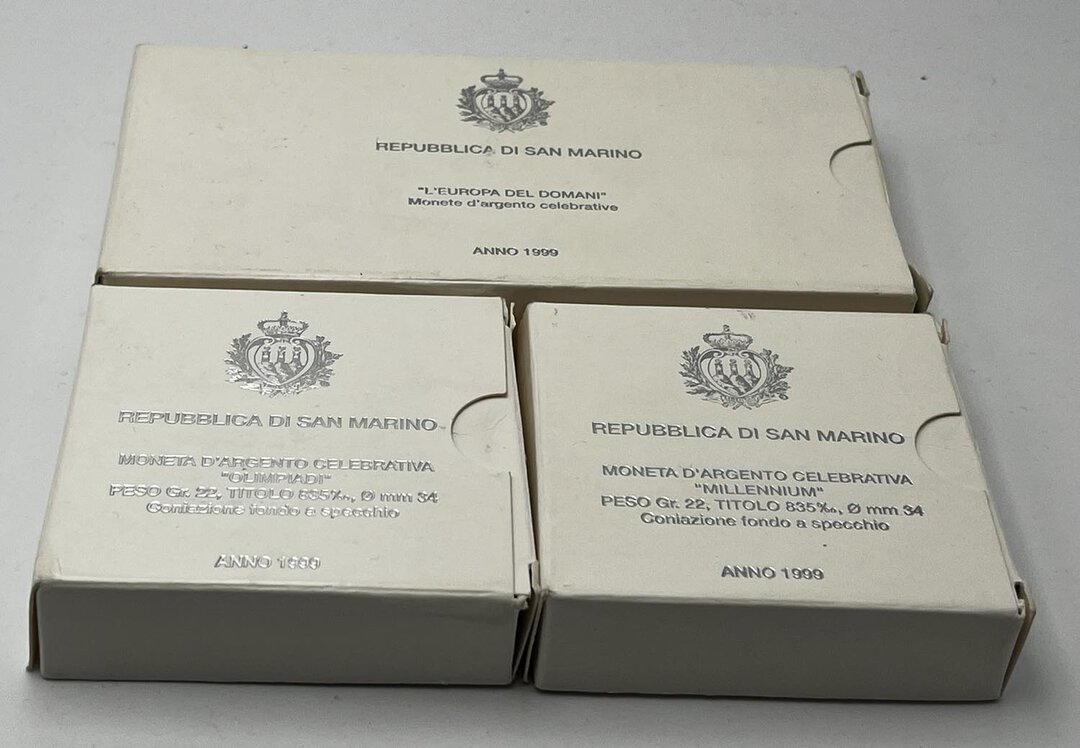 REPUBBLICA DI SAN MARINO
"L'EUROPA DEL DOMANI"
Monete d'argento celebrative
ANNO 1999
REPUBBLICA DI SAN MARINO
MONETA D'ARGENTO CELEBRATIVA
"OLIMPIADI"
PESO Gr. 22, TITOLO 835‰, Ø mm 34
Coniazione fondo a specchio
ANNO 1999
REPUBBLICA DI SAN MARINO
MONETA D'ARGENTO CELEBRATIVA
"MILLENNIUM"
PESO Gr. 22, TITOLO 835‰, Ø mm 34
Coniazione fondo a specchio
ANNO 1999